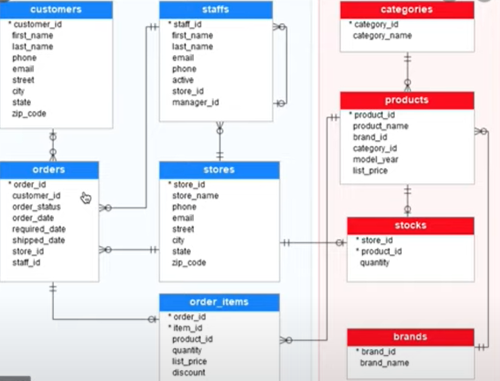 customers
* customer_id
first_name
last_name
phone
email
street
city
state
zip_code
staffs
* staff_id
first_name
last_name
email
phone
active
store_id
manager_id
categories
* category_id
category_name
products
* product_id
product_name
brand_id
category_id
model_year
list_price
orders
* order_id
customer_id
order_status
order_date
required_date
shipped_date
store_id
staff_id
stores
* store_id
store_name
phone
email
street
city
state
zip_code
stocks
* store_id
* product_id
quantity
order_items
* order_id
* item_id
product_id
quantity
list_price
discount
brands
* brand_id
brand_name